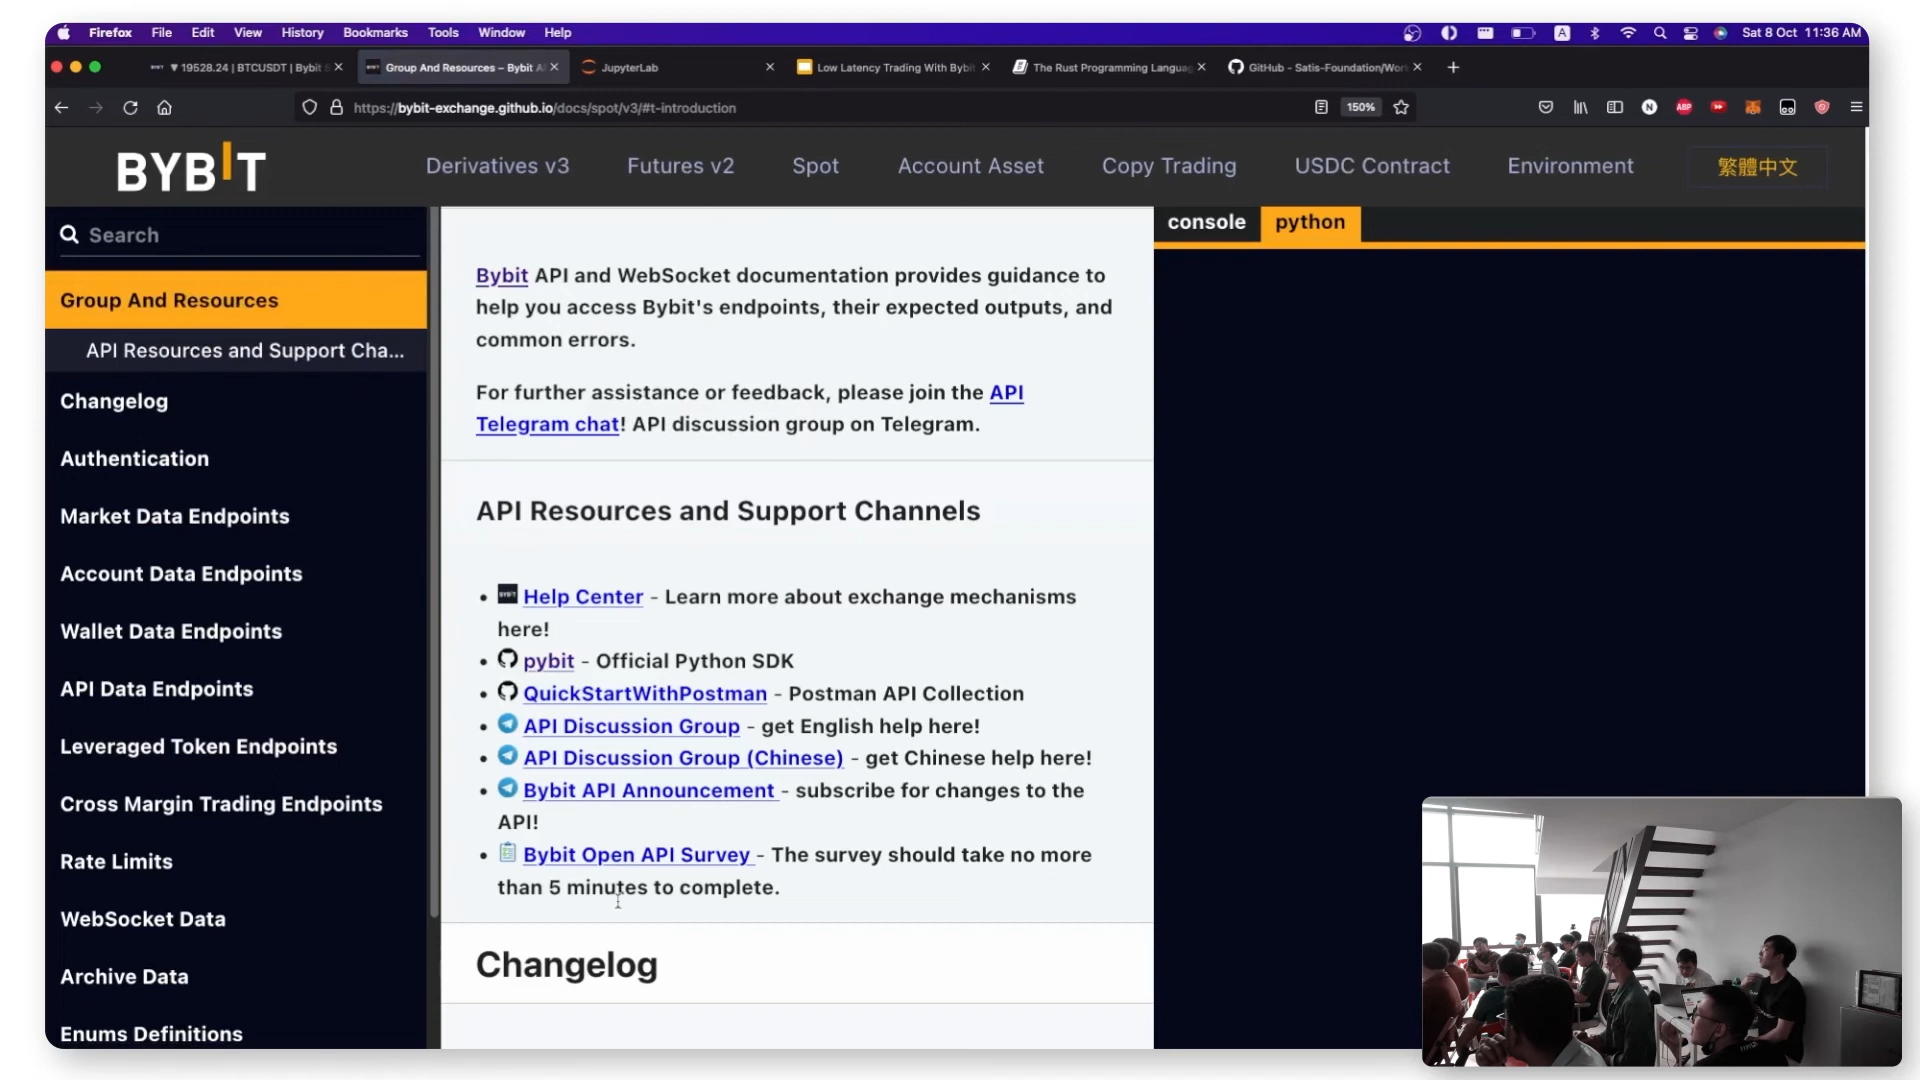 Firefox File Edit View History Bookmarks Tools Window Help A Sat 8 Oct 11:36 AM
▼ 19528.24 | BTCUSDT | Bybit S
Group And Resources – Bybit A
JupyterLab
Low Latency Trading With Bybit
The Rust Programming Langua
GitHub - Satis-Foundation/Wor
https://bybit-exchange.github.io/docs/spot/v3/#t-introduction
150%
N ABP
BYBIT
Derivatives v3 Futures v2 Spot Account Asset Copy Trading USDC Contract Environment 繁體中文
Search
Group And Resources
API Resources and Support Cha...
Changelog
Authentication
Market Data Endpoints
Account Data Endpoints
Wallet Data Endpoints
API Data Endpoints
Leveraged Token Endpoints
Cross Margin Trading Endpoints
Rate Limits
WebSocket Data
Archive Data
Enums Definitions
Bybit API and WebSocket documentation provides guidance to
help you access Bybit's endpoints, their expected outputs, and
common errors.
For further assistance or feedback, please join the API
Telegram chat! API discussion group on Telegram.
API Resources and Support Channels
• Help Center - Learn more about exchange mechanisms
here!
• pybit - Official Python SDK
• QuickStartWithPostman - Postman API Collection
• API Discussion Group - get English help here!
• API Discussion Group (Chinese) - get Chinese help here!
• Bybit API Announcement - subscribe for changes to the
API!
• Bybit Open API Survey - The survey should take no more
than 5 minutes to complete.
Changelog
console python